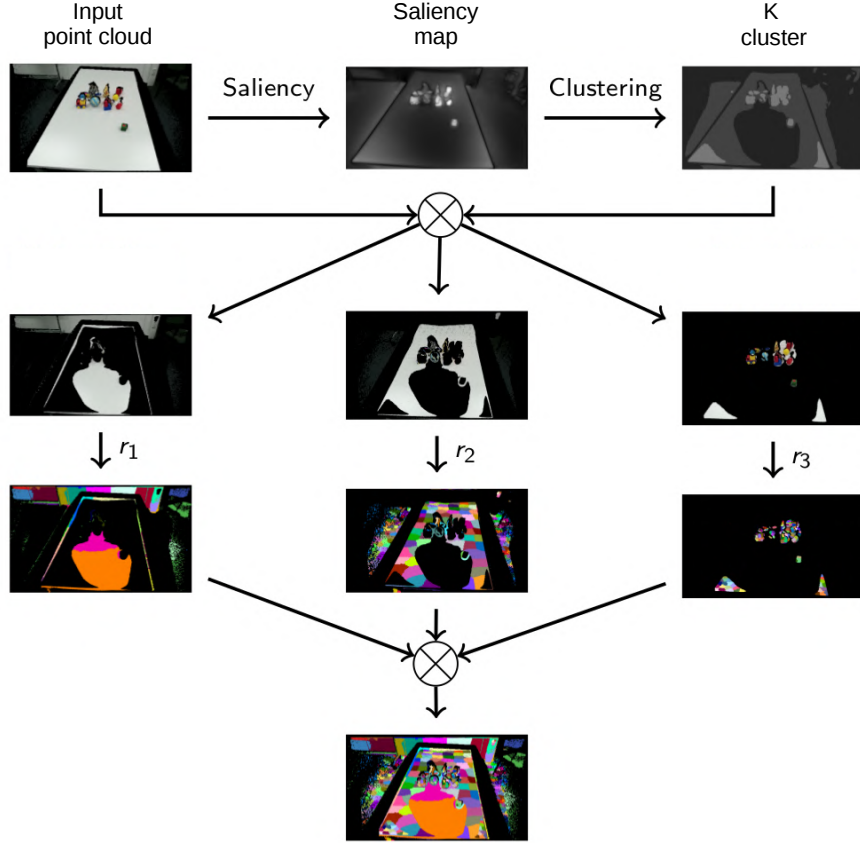 Input
point cloud
Saliency
map
K
cluster
Saliency
Clustering
r1
r2
r3